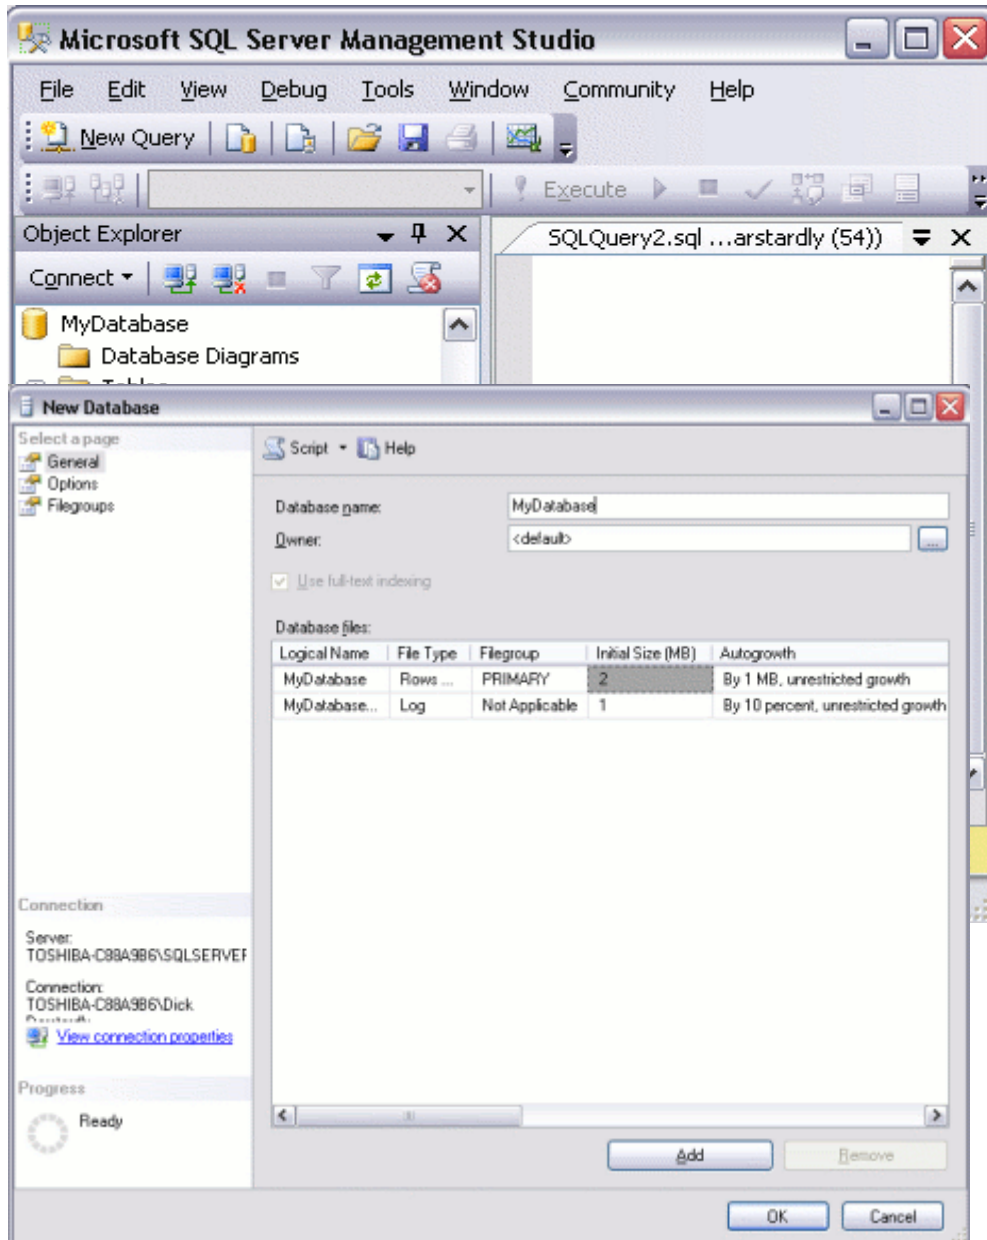 Microsoft SQL Server Management Studio
File Edit View Debug Tools Window Community Help
New Query
Execute
Object Explorer
SQLQuery2.sql ...arstardly (54))
Connect
MyDatabase
Database Diagrams
Tables
New Database
Select a page
General
Options
Filegroups
Script Help
Database name: MyDatabase
Owner: <default> ...
Use full-text indexing
Database files:
Logical Name File Type Filegroup Initial Size (MB) Autogrowth
MyDatabase Rows ... PRIMARY 2 By 1 MB, unrestricted growth
MyDatabase... Log Not Applicable 1 By 10 percent, unrestricted growth
Connection
Server:
TOSHIBA-C88A9B6\SQLSERVER
Connection:
TOSHIBA-C88A9B6\Dick
View connection properties
Progress
Ready
Add Remove
OK Cancel